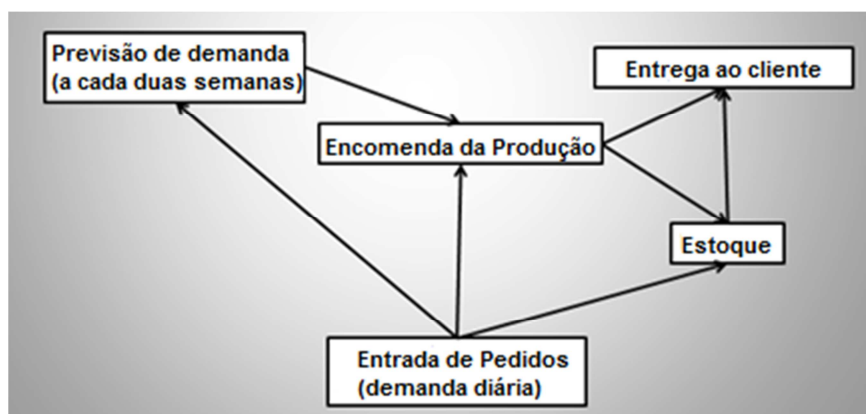 Previsão de demanda
(a cada duas semanas)
Entrega ao cliente
Encomenda da Produção
Estoque
Entrada de Pedidos
(demanda diária)